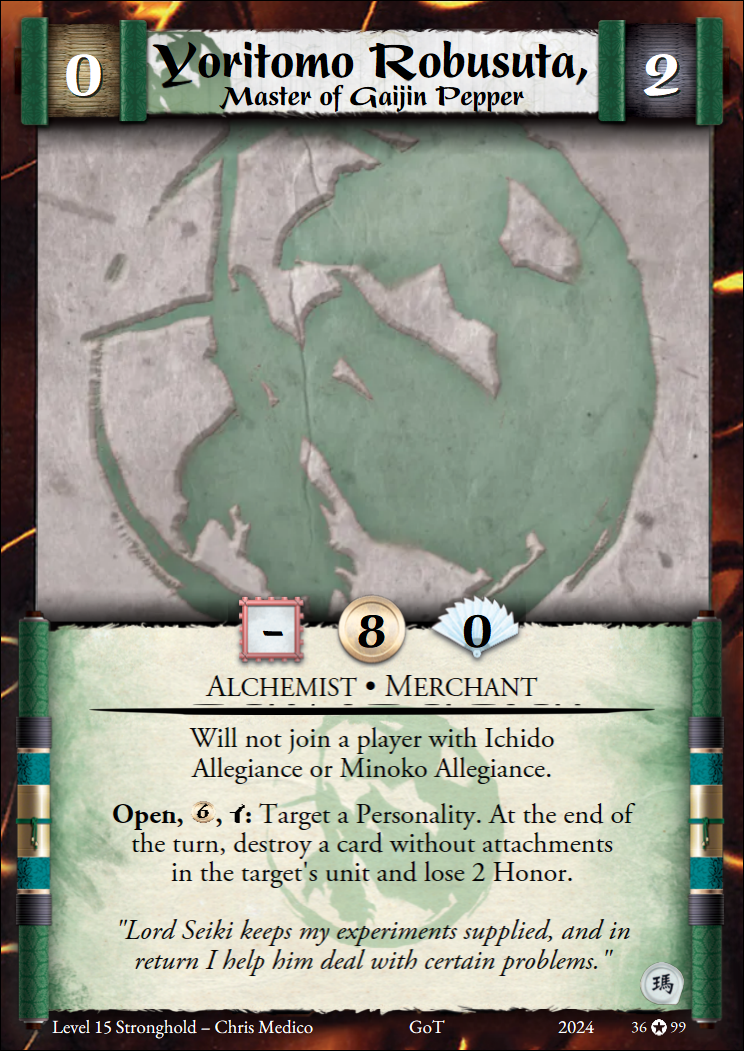 0
Yoritomo Robusuta,
2
Master of Gaijin Pepper
- 8 0
ALCHEMIST • MERCHANT
Will not join a player with Ichido
Allegiance or Minoko Allegiance.
Open, 6, : Target a Personality. At the end of
the turn, destroy a card without attachments
in the target's unit and lose 2 Honor.
"Lord Seiki keeps my experiments supplied, and in
return I help him deal with certain problems."
瑪
Level 15 Stronghold – Chris Medico GoT 2024 36 ✪ 99